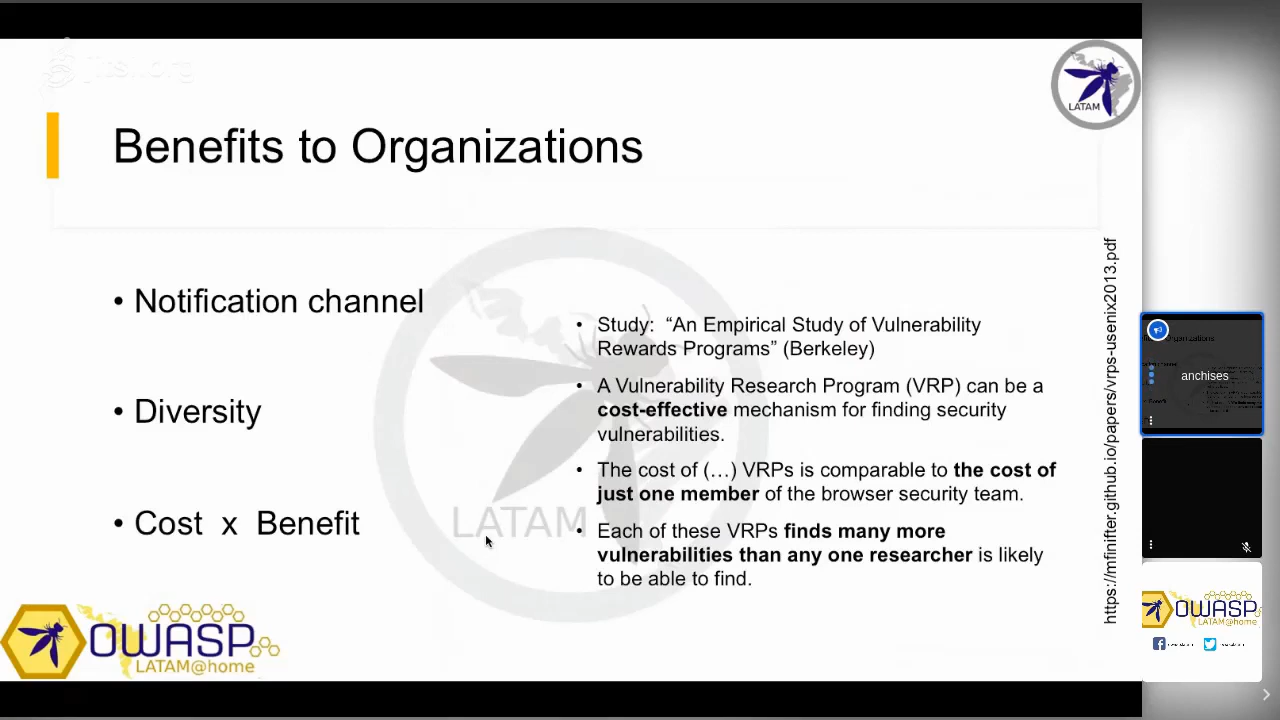 jitsi.org
LATAM
Benefits to Organizations
• Notification channel
• Diversity
• Cost x Benefit
• Study: “An Empirical Study of Vulnerability
Rewards Programs” (Berkeley)
• A Vulnerability Research Program (VRP) can be a
cost-effective mechanism for finding security
vulnerabilities.
• The cost of (…) VRPs is comparable to the cost of
just one member of the browser security team.
• Each of these VRPs finds many more
vulnerabilities than any one researcher is likely
to be able to find.
LATAM
https://mfinifter.github.io/papers/vrps-usenix2013.pdf
OWASP
LATAM@home
anchises
OWASP
LATAM@home